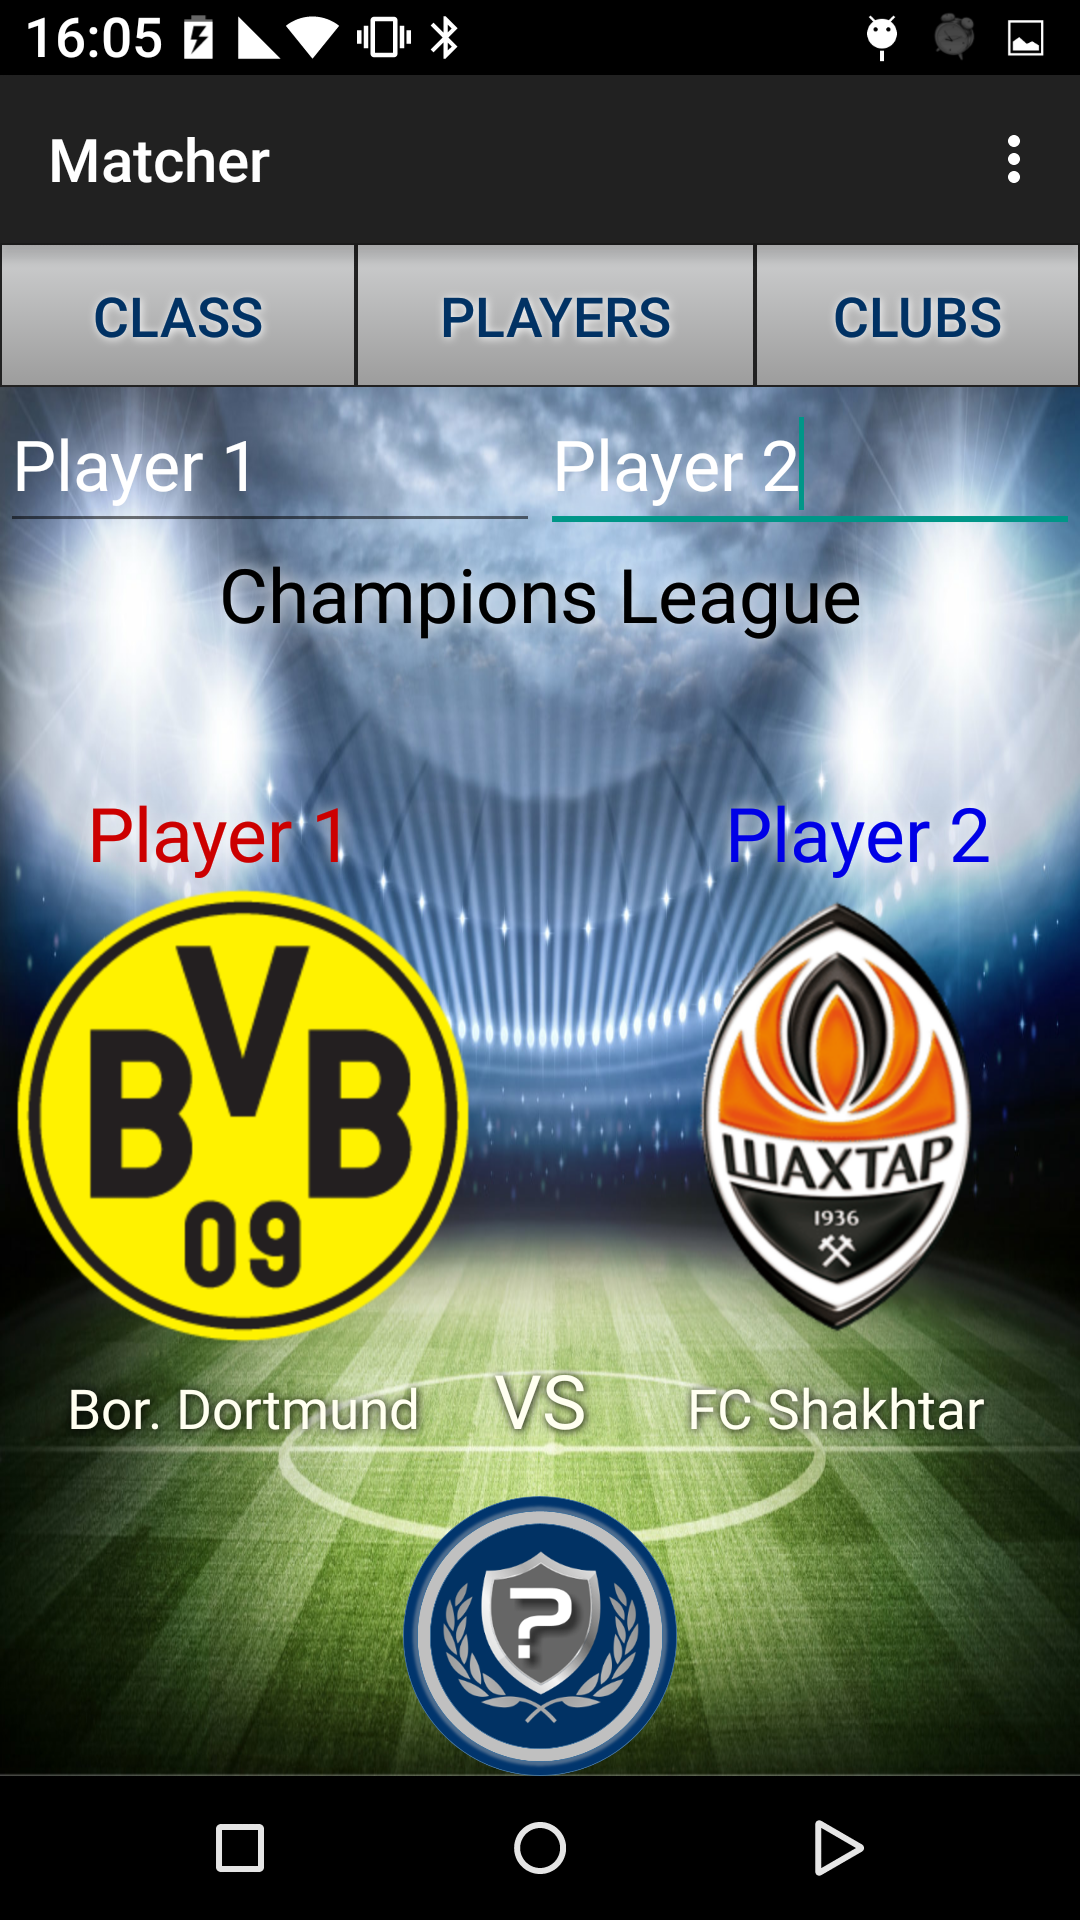 16:05
Matcher
CLASS PLAYERS CLUBS
Player 1 Player 2
Champions League
Player 1 Player 2
BVB
09
ШАХТАР
1936
Bor. Dortmund VS FC Shakhtar
?